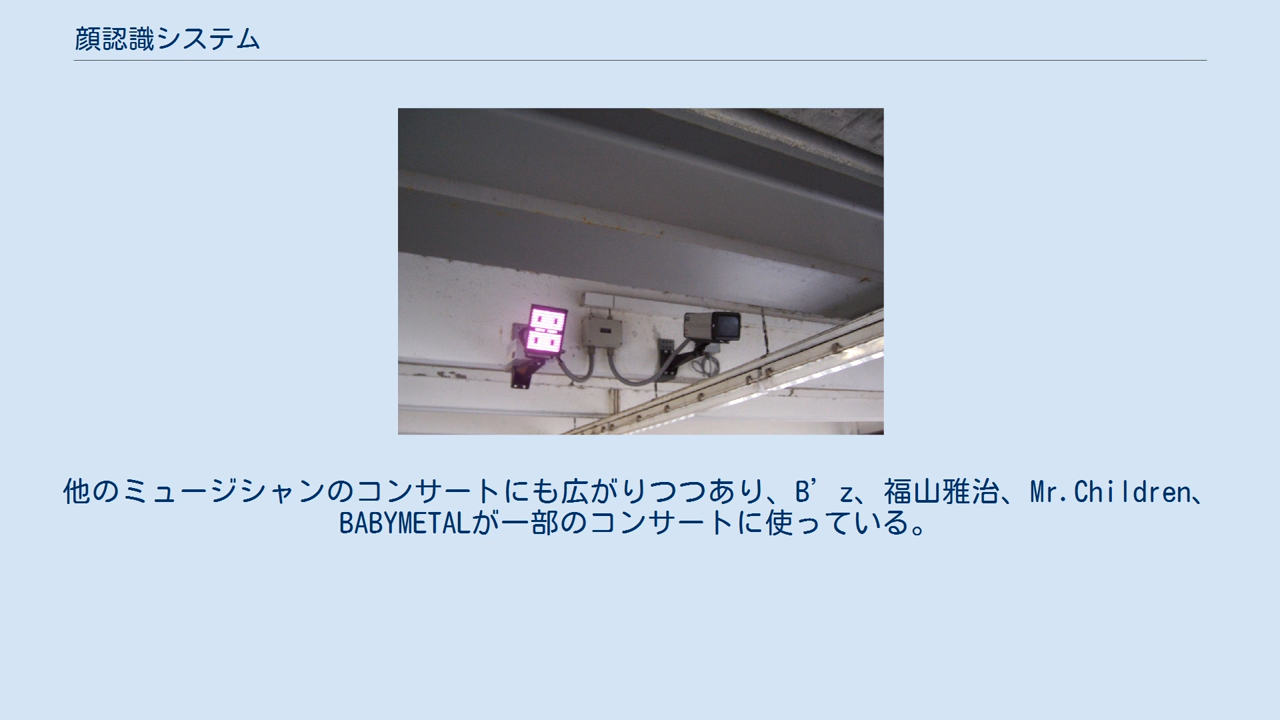 顔認識システム
他のミュージシャンのコンサートにも広がりつつあり、B’z、福山雅治、Mr.Children、
BABYMETALが一部のコンサートに使っている。